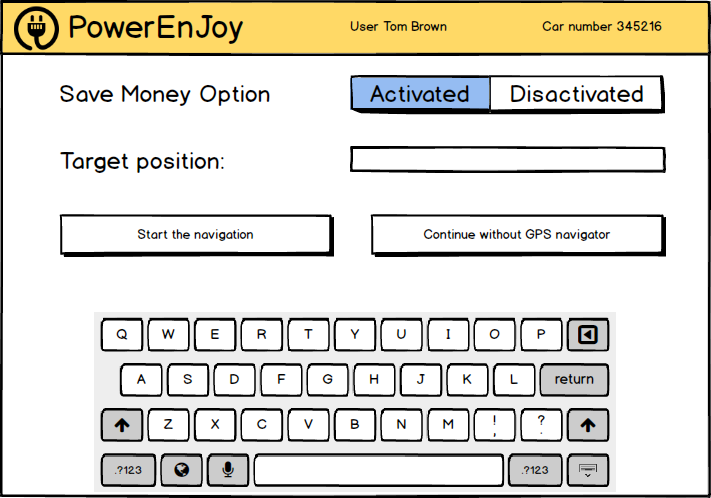 PowerEnJoy User Tom Brown Car number 345216
Save Money Option Activated Disactivated
Target position:
Start the navigation Continue without GPS navigator
Q W E R T Y U I O P
A S D F G H J K L return
Z X C V B N M ! , ? .
.?123 .?123